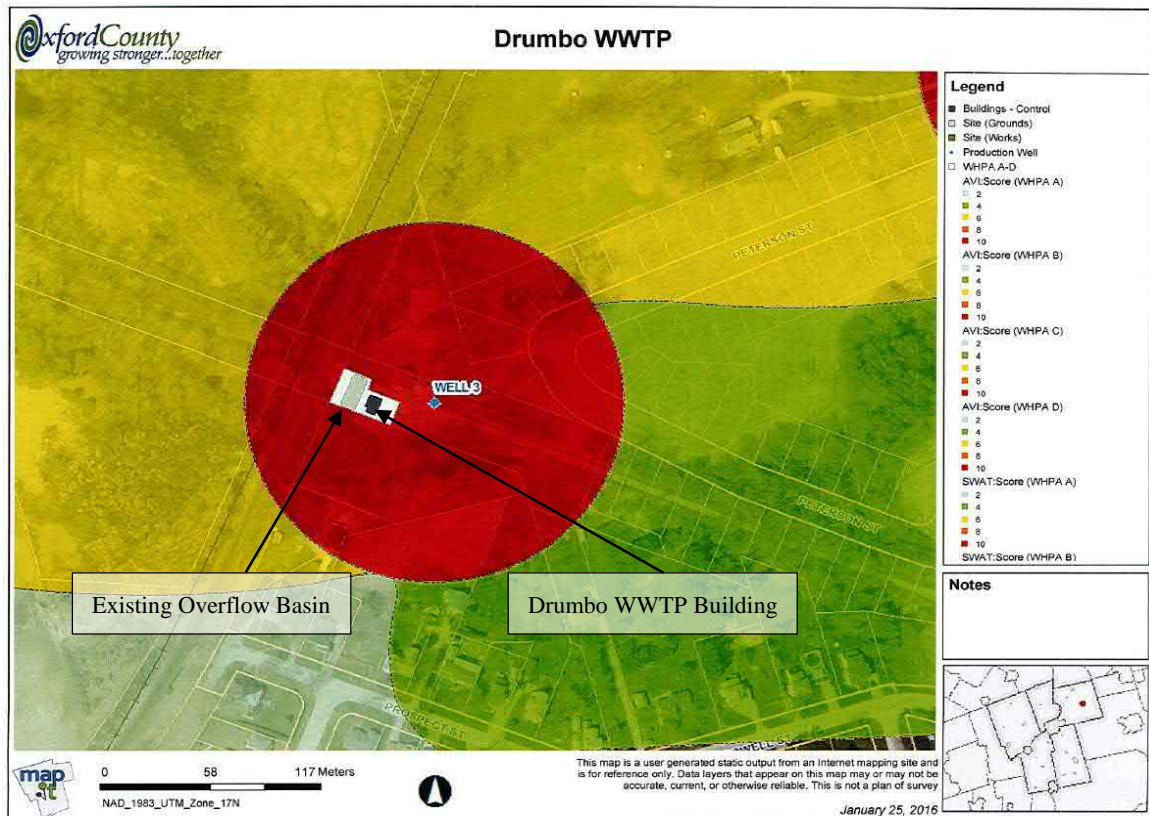 OxfordCounty
growing stronger...together
Drumbo WWTP
PETERSON ST
WELL 3
PETERSON ST
Existing Overflow Basin
Drumbo WWTP Building
PROSPECT ST
Legend
Buildings - Control
Site (Grounds)
Site (Works)
Production Well
WHPA A-D
AVI:Score (WHPA A)
2
4
6
8
10
AVI:Score (WHPA B)
2
4
6
8
10
AVI:Score (WHPA C)
2
4
6
8
10
AVI:Score (WHPA D)
2
4
6
8
10
SWAT:Score (WHPA A)
2
4
6
8
10
SWAT:Score (WHPA B)
Notes
map
it
0 58 117 Meters
NAD_1983_UTM_Zone_17N
This map is a user generated static output from an Internet mapping site and
is for reference only. Data layers that appear on this map may or may not be
accurate, current, or otherwise reliable. This is not a plan of survey
January 25, 2016